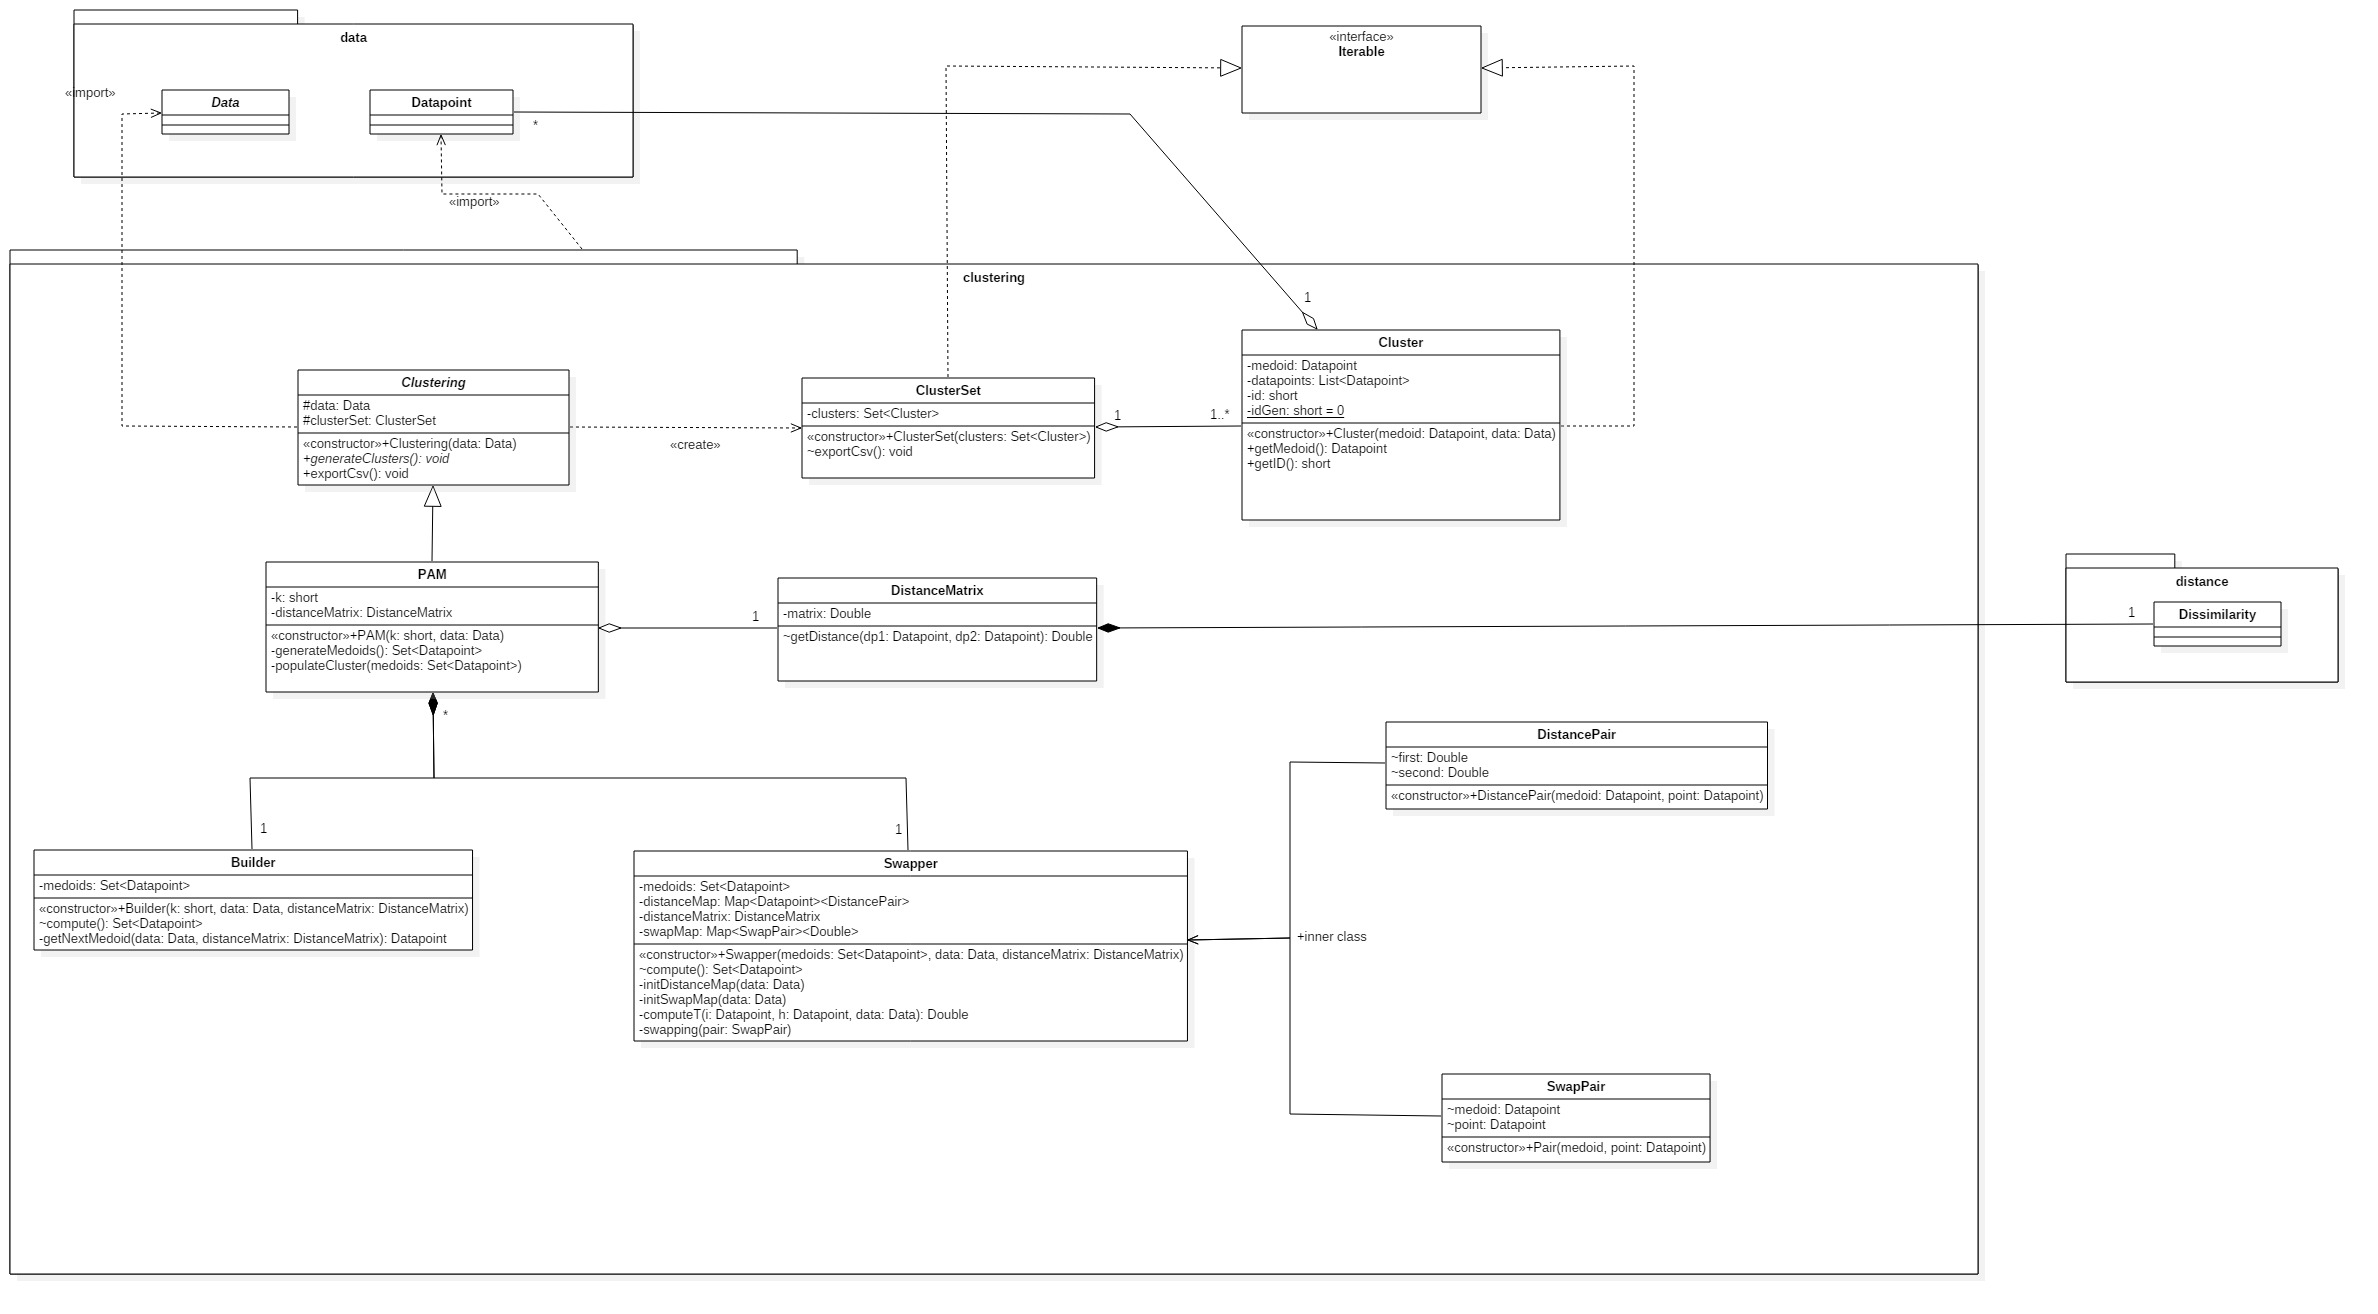 data
«interface»
Iterable
«import»
Data
Datapoint
*
«import»
clustering
1
Clustering
#data: Data
#clusterSet: ClusterSet
«constructor»+Clustering(data: Data)
+generateClusters(): void
+exportCsv(): void
«create»
ClusterSet
-clusters: Set<Cluster>
«constructor»+ClusterSet(clusters: Set<Cluster>)
~exportCsv(): void
1
1..*
Cluster
-medoid: Datapoint
-datapoints: List<Datapoint>
-id: short
-idGen: short = 0
«constructor»+Cluster(medoid: Datapoint, data: Data)
+getMedoid(): Datapoint
+getID(): short
PAM
-k: short
-distanceMatrix: DistanceMatrix
«constructor»+PAM(k: short, data: Data)
-generateMedoids(): Set<Datapoint>
-populateCluster(medoids: Set<Datapoint>)
1
DistanceMatrix
-matrix: Double
~getDistance(dp1: Datapoint, dp2: Datapoint): Double
distance
1
Dissimilarity
*
1
1
Builder
-medoids: Set<Datapoint>
«constructor»+Builder(k: short, data: Data, distanceMatrix: DistanceMatrix)
~compute(): Set<Datapoint>
-getNextMedoid(data: Data, distanceMatrix: DistanceMatrix): Datapoint
Swapper
-medoids: Set<Datapoint>
-distanceMap: Map<Datapoint><DistancePair>
-distanceMatrix: DistanceMatrix
-swapMap: Map<SwapPair><Double>
«constructor»+Swapper(medoids: Set<Datapoint>, data: Data, distanceMatrix: DistanceMatrix)
~compute(): Set<Datapoint>
-initDistanceMap(data: Data)
-initSwapMap(data: Data)
-computeT(i: Datapoint, h: Datapoint, data: Data): Double
-swapping(pair: SwapPair)
DistancePair
~first: Double
~second: Double
«constructor»+DistancePair(medoid: Datapoint, point: Datapoint)
+inner class
SwapPair
~medoid: Datapoint
~point: Datapoint
«constructor»+Pair(medoid, point: Datapoint)